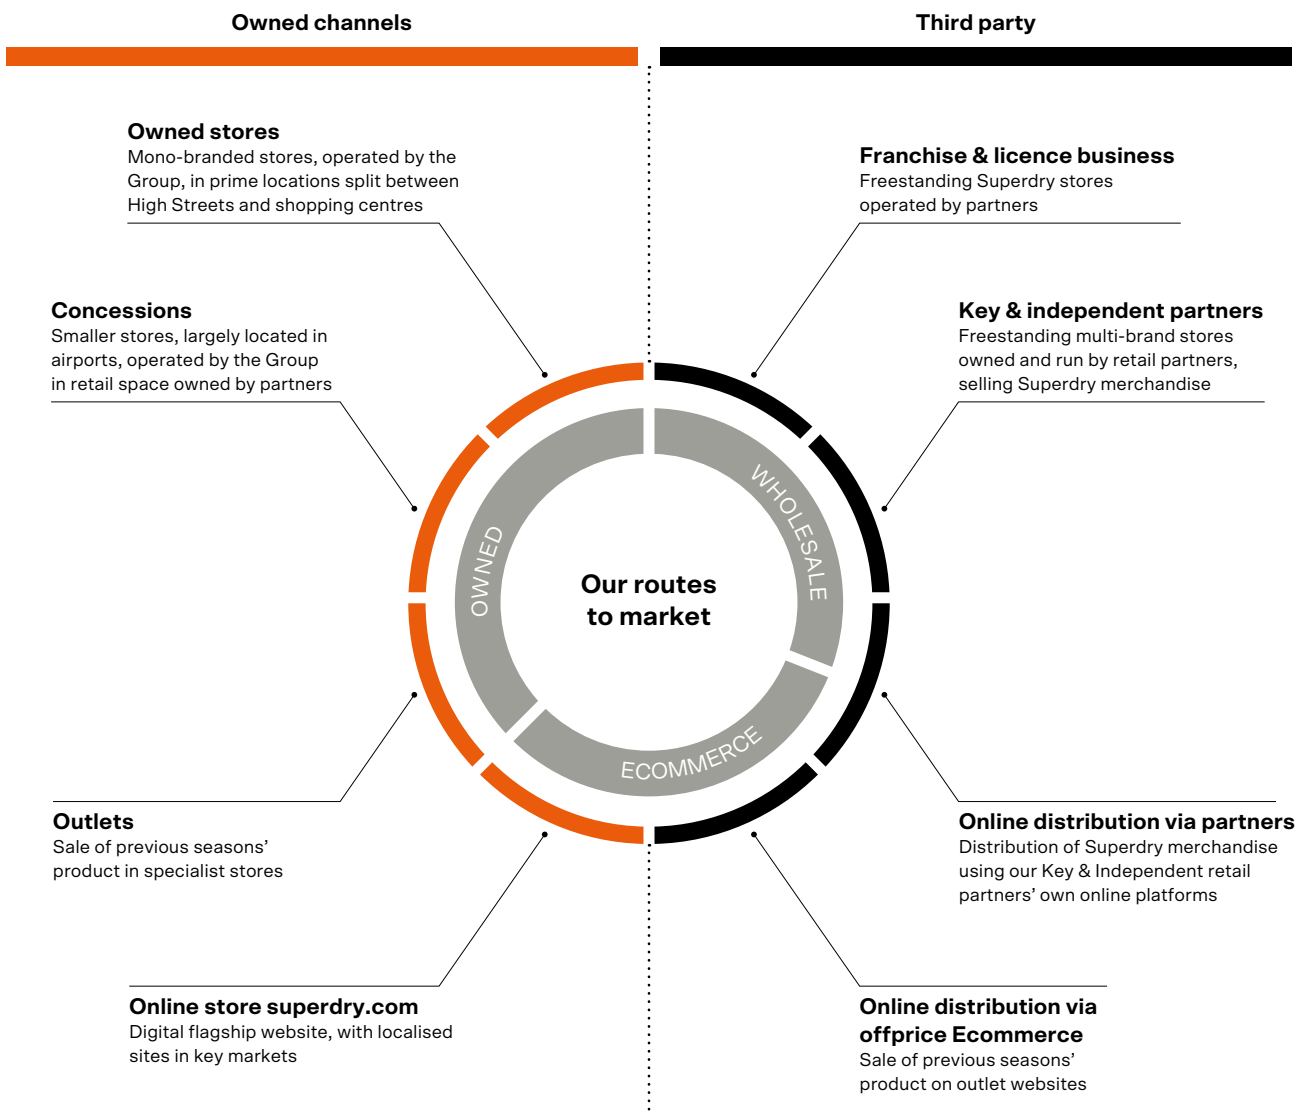 Owned channels
Third party
Owned stores
Mono-branded stores, operated by the
Group, in prime locations split between
High Streets and shopping centres
Franchise & licence business
Freestanding Superdry stores
operated by partners
Concessions
Smaller stores, largely located in
airports, operated by the Group
in retail space owned by partners
Key & independent partners
Freestanding multi-brand stores
owned and run by retail partners,
selling Superdry merchandise
OWNED
WHOLESALE
ECOMMERCE
Our routes
to market
Outlets
Sale of previous seasons’
product in specialist stores
Online distribution via partners
Distribution of Superdry merchandise
using our Key & Independent retail
partners’ own online platforms
Online store superdry.com
Digital flagship website, with localised
sites in key markets
Online distribution via
offprice Ecommerce
Sale of previous seasons’
product on outlet websites